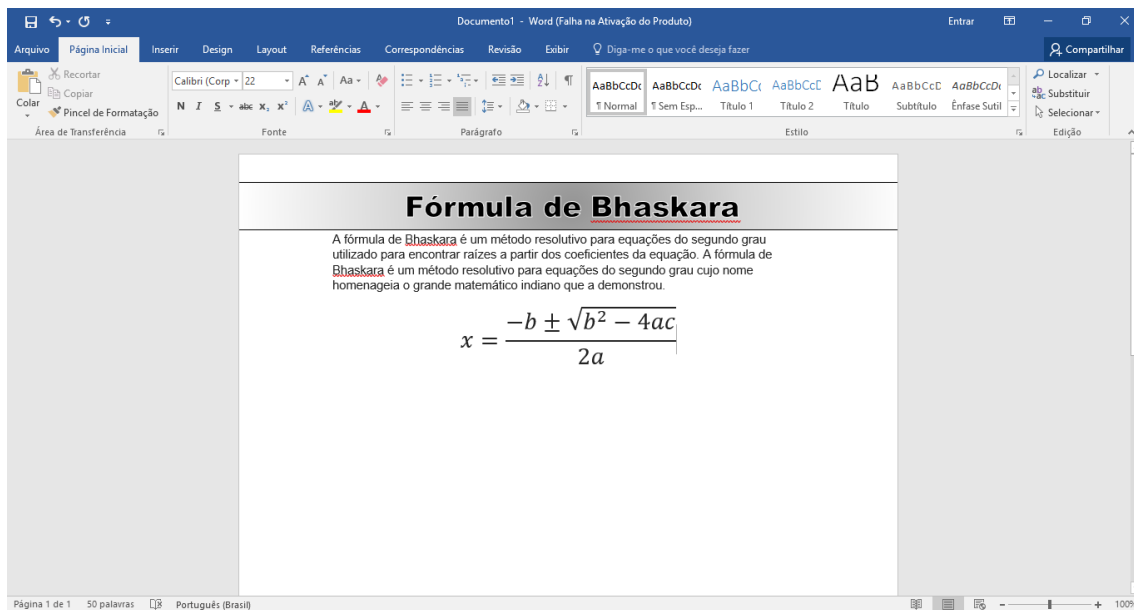 Documento1 - Word (Falha na Ativação do Produto)
Entrar
Arquivo Página Inicial Inserir Design Layout Referências Correspondências Revisão Exibir Diga-me o que você deseja fazer Compartilhar
Colar
Recortar
Copiar
Pincel de Formatação
Área de Transferência
Calibri (Corp 22 A A Aa
N I S abc x₂ x² A aby A
Fonte
Parágrafo
AaBbCcDc AaBbCcDc AaBbCc AaBbCcC AaB AaBbCcC AaBbCcDc
¶ Normal ¶ Sem Esp... Título 1 Título 2 Título Subtítulo Ênfase Sutil
Estilo
Localizar
Substituir
Selecionar
Edição
Fórmula de Bhaskara
A fórmula de Bhaskara é um método resolutivo para equações do segundo grau
utilizado para encontrar raízes a partir dos coeficientes da equação. A fórmula de
Bhaskara é um método resolutivo para equações do segundo grau cujo nome
homenageia o grande matemático indiano que a demonstrou.
x = (−b ± √(b² − 4ac)) / 2a
Página 1 de 1 50 palavras Português (Brasil) 100%